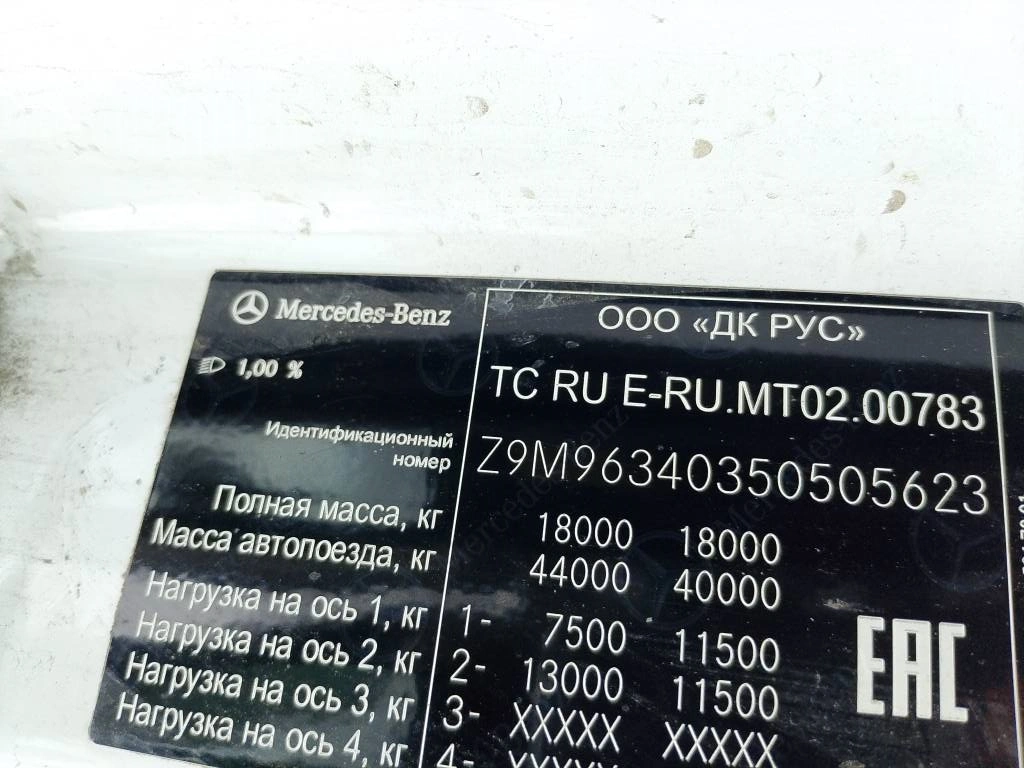 Mercedes-Benz
ООО «ДК РУС»
1,00 %
ТС RU E-RU.MT02.00783
Идентификационный
номер
Z9M96340350505623
Полная масса, кг
18000 18000
Масса автопоезда, кг
44000 40000
Нагрузка на ось 1, кг
1- 7500 11500
Нагрузка на ось 2, кг
2- 13000 11500
Нагрузка на ось 3, кг
3- XXXXX XXXXX
Нагрузка на ось 4, кг
4- XXXXX
EAC